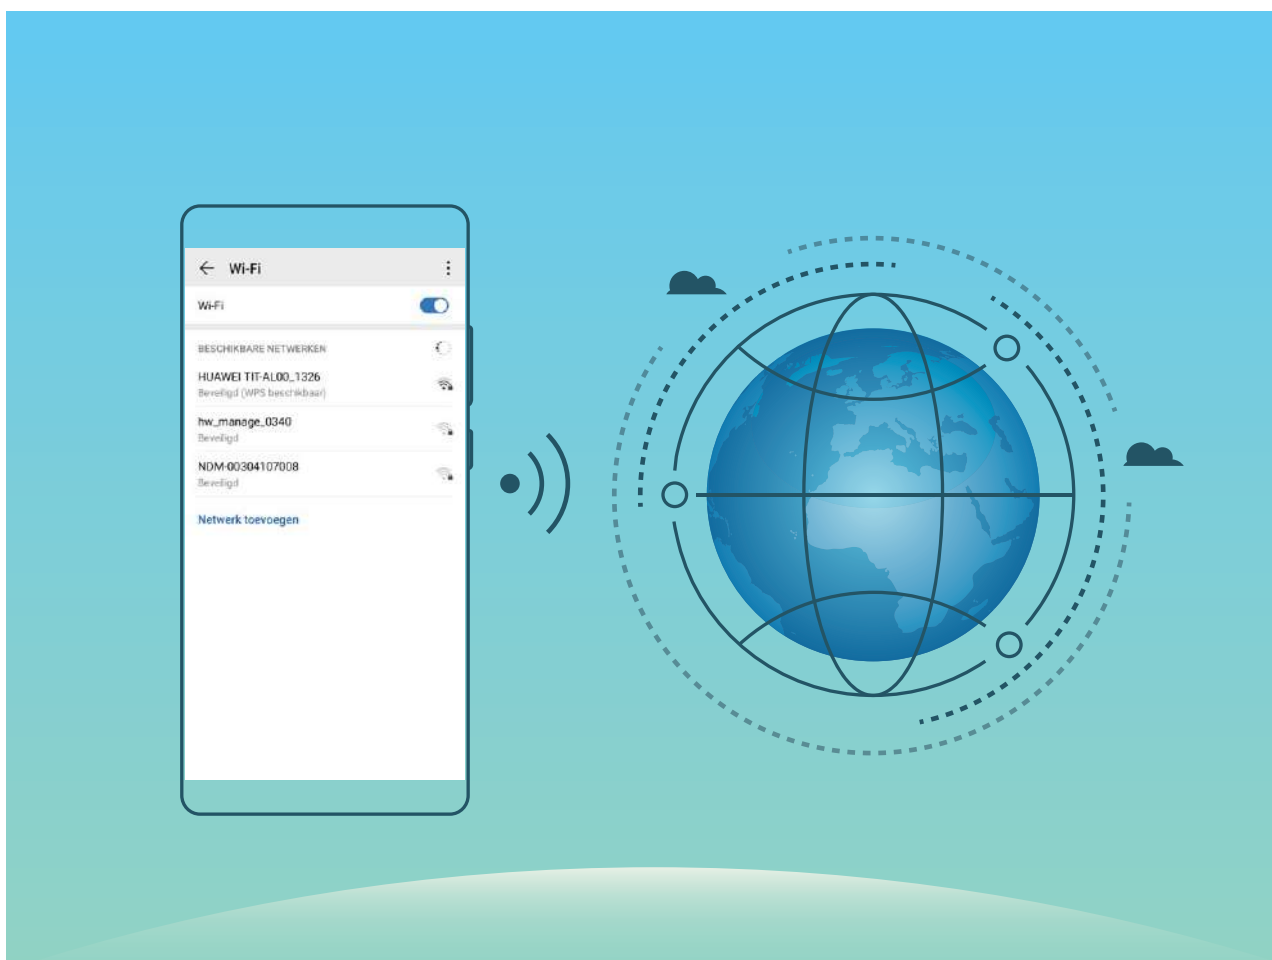 Wi-Fi
Wi-Fi
BESCHIKBARE NETWERKEN
HUAWEI TIT-AL00_1326
Beveiligd (WPS beschikbaar)
hw_manage_0340
Beveiligd
NDM-00304107008
Beveiligd
Netwerk toevoegen